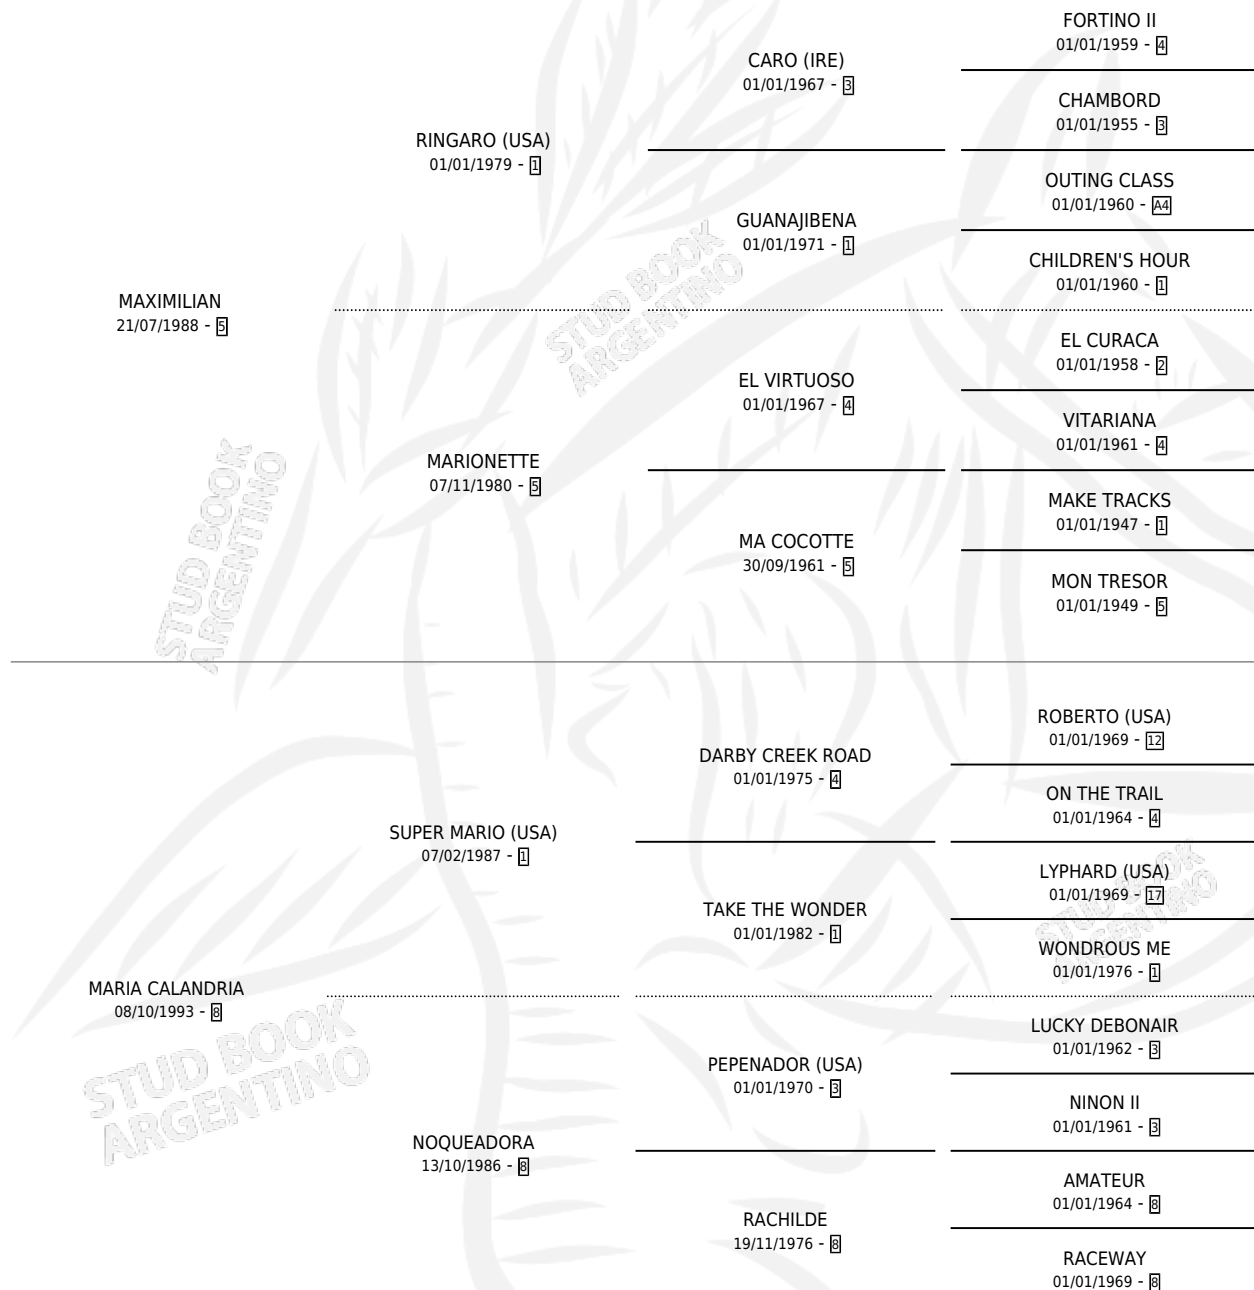 FORTINO II
01/01/1959 - 4
CARO (IRE)
01/01/1967 - 3
CHAMBORD
01/01/1955 - 3
RINGARO (USA)
01/01/1979 - 1
OUTING CLASS
01/01/1960 - A4
GUANAJIBENA
01/01/1971 - 1
CHILDREN'S HOUR
01/01/1960 - 1
MAXIMILIAN
21/07/1988 - 5
EL CURACA
01/01/1958 - 2
EL VIRTUOSO
01/01/1967 - 4
VITARIANA
01/01/1961 - 4
MARIONETTE
07/11/1980 - 5
MAKE TRACKS
01/01/1947 - 1
MA COCOTTE
30/09/1961 - 5
MON TRESOR
01/01/1949 - 5
ROBERTO (USA)
01/01/1969 - 12
DARBY CREEK ROAD
01/01/1975 - 4
ON THE TRAIL
01/01/1964 - 4
SUPER MARIO (USA)
07/02/1987 - 1
LYPHARD (USA)
01/01/1969 - 17
TAKE THE WONDER
01/01/1982 - 1
WONDROUS ME
01/01/1976 - 1
MARIA CALANDRIA
08/10/1993 - 8
LUCKY DEBONAIR
01/01/1962 - 3
PEPENADOR (USA)
01/01/1970 - 3
NINON II
01/01/1961 - 3
NOQUEADORA
13/10/1986 - 8
AMATEUR
01/01/1964 - 8
RACHILDE
19/11/1976 - 8
RACEWAY
01/01/1969 - 8
STUD BOOK
ARGENTINO
STUD BOOK
ARGENTINO
STUD BOOK
ARGENTINO
STUD BOOK
ARGENTINO